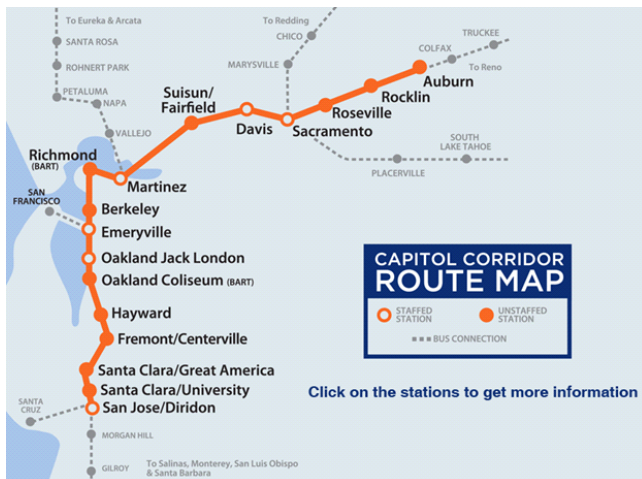 To Eureka & Arcata
SANTA ROSA
ROHNERT PARK
PETALUMA
NAPA
VALLEJO
To Redding
CHICO
MARYSVILLE
TRUCKEE
COLFAX
To Reno
Auburn
Rocklin
Roseville
Sacramento
Davis
Suisun/
Fairfield
SOUTH
LAKE TAHOE
PLACERVILLE
Richmond
(BART)
Martinez
SAN
FRANCISCO
Berkeley
Emeryville
Oakland Jack London
Oakland Coliseum (BART)
Hayward
Fremont/Centerville
Santa Clara/Great America
Santa Clara/University
San Jose/Diridon
SANTA
CRUZ
MORGAN HILL
GILROY
To Salinas, Monterey, San Luis Obispo
& Santa Barbara
CAPITOL CORRIDOR
ROUTE MAP
STAFFED
STATION
UNSTAFFED
STATION
BUS CONNECTION
Click on the stations to get more information